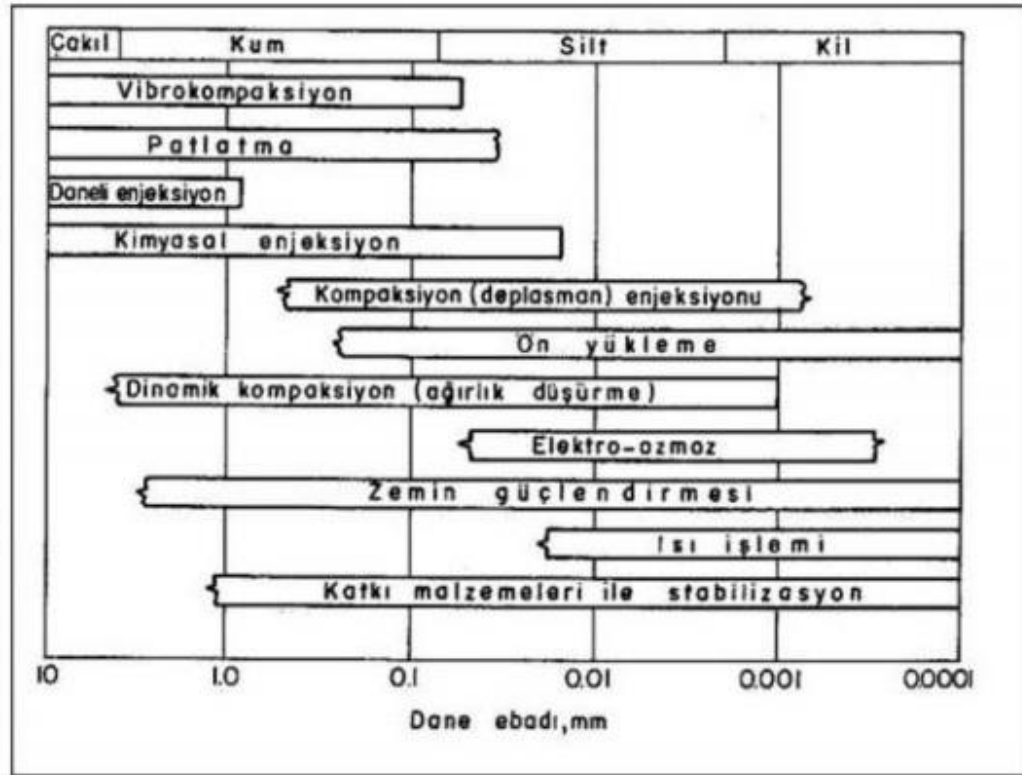 Çakıl Kum Silt Kil
Vibrokompaksiyon
Patlatma
Daneli enjeksiyon
Kimyasal enjeksiyon
Kompaksiyon (deplasman) enjeksiyonu
Ön yükleme
Dinamik kompaksiyon (ağırlık düşürme)
Elektro-ozmoz
Zemin güçlendirmesi
Isı işlemi
Katkı malzemeleri ile stabilizasyon
10 1.0 0.1 0.01 0.001 0.0001
Dane ebadı,mm